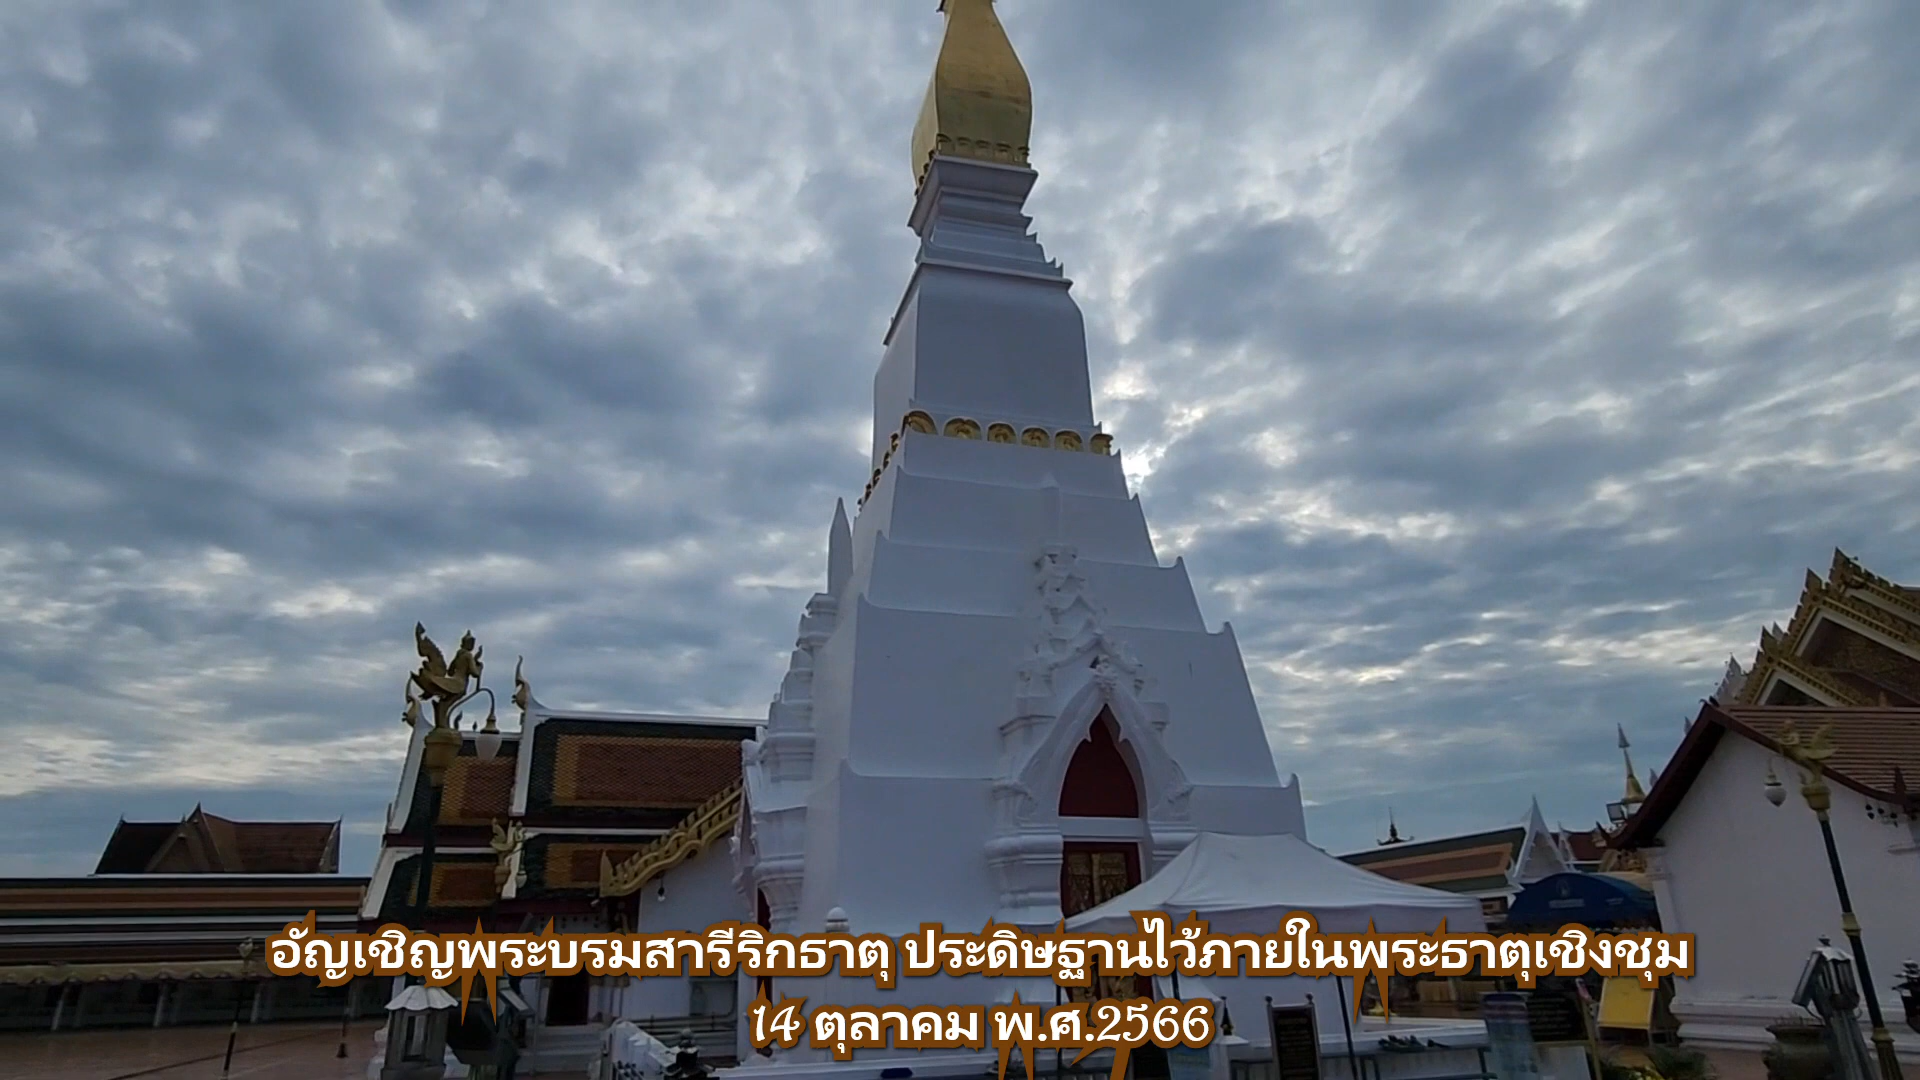 อัญเชิญพระบรมสารีริกธาตุ ประดิษฐานไว้ภายในพระธาตุเชิงชุม
14 ตุลาคม พ.ศ.2566